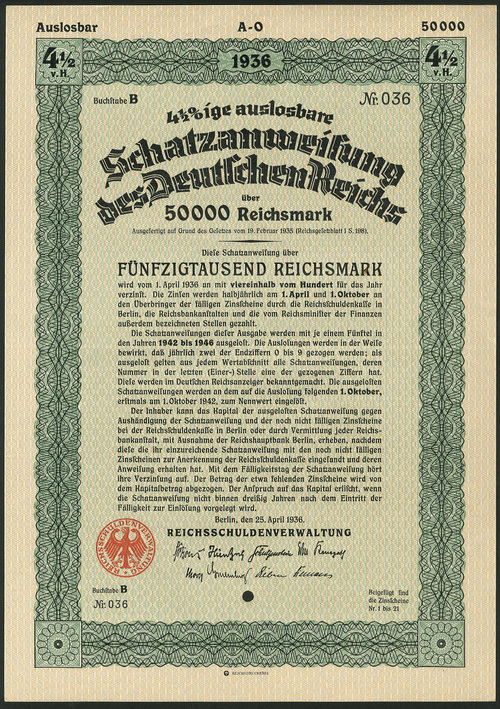 Auslosbar A-O 50000
4½ v.H. 1936 4½ v.H.
Buchstabe B № 036
4½%ige auslosbare
Schatzanweisung
des Deutschen Reichs
über
50000 Reichsmark
Ausgefertigt auf Grund des Gesetzes vom 19. Februar 1935 (Reichsgesetzblatt I S. 198).
Diese Schatzanweisung über
FÜNFZIGTAUSEND REICHSMARK
wird vom 1. April 1936 an mit viereinhalb vom Hundert für das Jahr
verzinst. Die Zinsen werden halbjährlich am 1. April und 1. Oktober an
den Überbringer der fälligen Zinsscheine durch die Reichsschuldenkasse in
Berlin, die Reichsbankanstalten und die vom Reichsminister der Finanzen
außerdem bezeichneten Stellen gezahlt.
Die Schatzanweisungen dieser Ausgabe werden mit je einem Fünftel in
den Jahren 1942 bis 1946 ausgelost. Die Auslosungen werden in der Weise
bewirkt, daß jährlich zwei der Endziffern 0 bis 9 gezogen werden; als
ausgelost gelten aus jedem Wertabschnitt alle Schatzanweisungen, deren
Nummer in der letzten (Einer-) Stelle eine der gezogenen Ziffern hat.
Diese werden im Deutschen Reichsanzeiger bekanntgemacht. Die ausgelosten
Schatzanweisungen werden an dem auf die Auslosung folgenden 1. Oktober,
erstmals am 1. Oktober 1942, zum Nennwert eingelöst.
Der Inhaber kann das Kapital der ausgelosten Schatzanweisung gegen
Aushändigung der Schatzanweisung und der noch nicht fälligen Zinsscheine
bei der Reichsschuldenkasse in Berlin oder durch Vermittlung jeder Reichs-
bankanstalt, mit Ausnahme der Reichshauptbank Berlin, erheben, nachdem
diese die ihr einzureichende Schatzanweisung mit den noch nicht fälligen
Zinsscheinen zur Anerkennung der Reichsschuldenkasse eingesandt und deren
Anweisung erhalten hat. Mit dem Fälligkeitstag der Schatzanweisung hört
ihre Verzinsung auf. Der Betrag der etwa fehlenden Zinsscheine wird von
dem Kapitalbetrag abgezogen. Der Anspruch auf das Kapital erlischt, wenn
die Schatzanweisung nicht binnen dreißig Jahren nach dem Eintritt der
Fälligkeit zur Einlösung vorgelegt wird.
Berlin, den 25. April 1936.
REICHSSCHULDENVERWALTUNG
REICHSSCHULDENVERWALTUNG
Buchstabe B
№ 036
Beigefügt sind
die Zinsscheine
Nr. 1 bis 21
REICHSDRUCKEREI